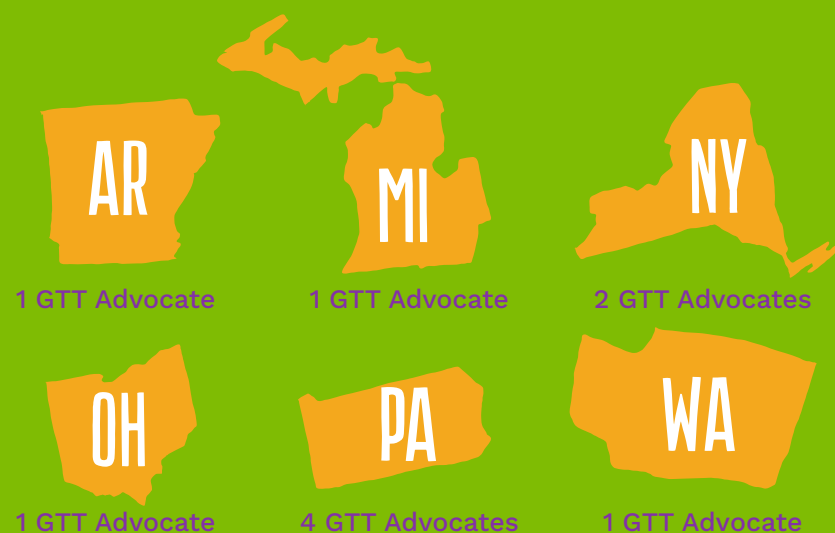 AR
MI
NY
1 GTT Advocate
1 GTT Advocate
2 GTT Advocates
OH
PA
WA
1 GTT Advocate
4 GTT Advocates
1 GTT Advocate